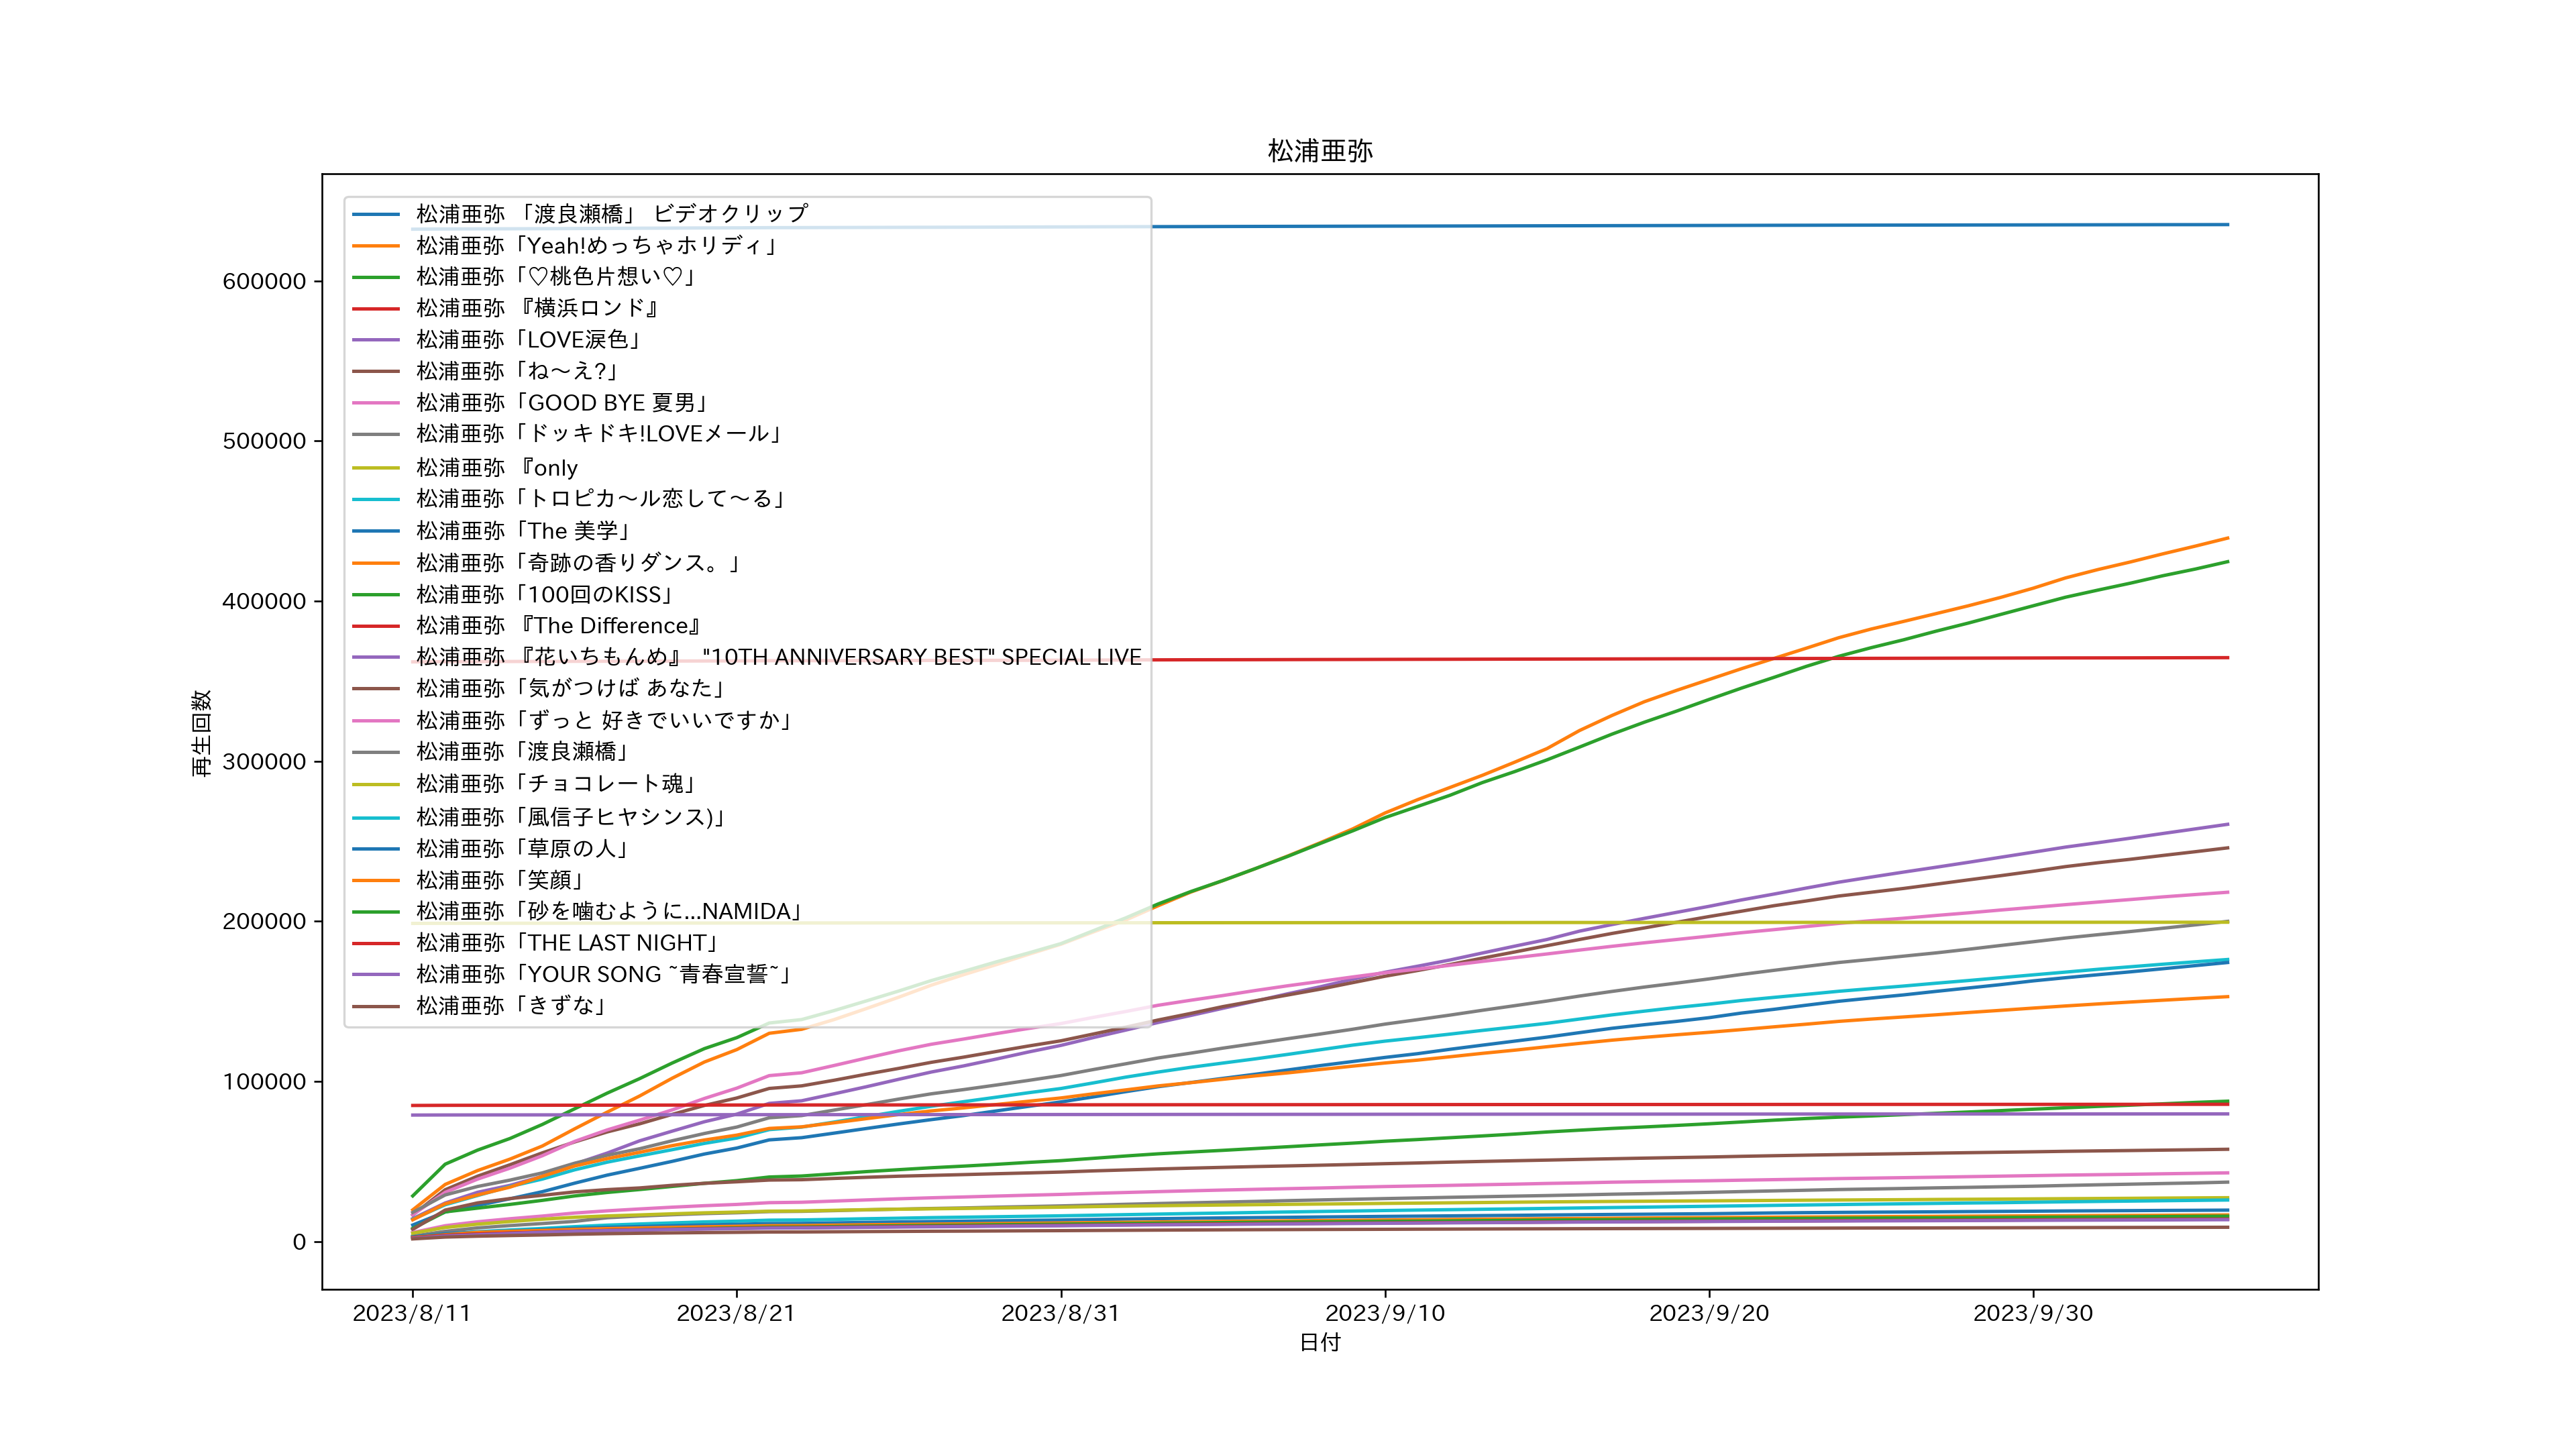 松浦亜弥
松浦亜弥 「渡良瀬橋」 ビデオクリップ
松浦亜弥「Yeah!めっちゃホリディ」
松浦亜弥「♡桃色片想い♡」
松浦亜弥 『横浜ロンド』
松浦亜弥「LOVE涙色」
松浦亜弥「ね～え?」
松浦亜弥「GOOD BYE 夏男」
松浦亜弥「ドッキドキ!LOVEメール」
松浦亜弥 『only
松浦亜弥「トロピカ～ル恋して～る」
松浦亜弥「The 美学」
松浦亜弥「奇跡の香りダンス。」
松浦亜弥「100回のKISS」
松浦亜弥 『The Difference』
松浦亜弥 『花いちもんめ』 "10TH ANNIVERSARY BEST" SPECIAL LIVE
松浦亜弥「気がつけば あなた」
松浦亜弥「ずっと 好きでいいですか」
松浦亜弥「渡良瀬橋」
松浦亜弥「チョコレート魂」
松浦亜弥「風信子ヒヤシンス)」
松浦亜弥「草原の人」
松浦亜弥「笑顔」
松浦亜弥「砂を噛むように...NAMIDA」
松浦亜弥「THE LAST NIGHT」
松浦亜弥「YOUR SONG ~青春宣誓~」
松浦亜弥「きずな」
再生回数
600000
500000
400000
300000
200000
100000
0
2023/8/11 2023/8/21 2023/8/31 2023/9/10 2023/9/20 2023/9/30
日付